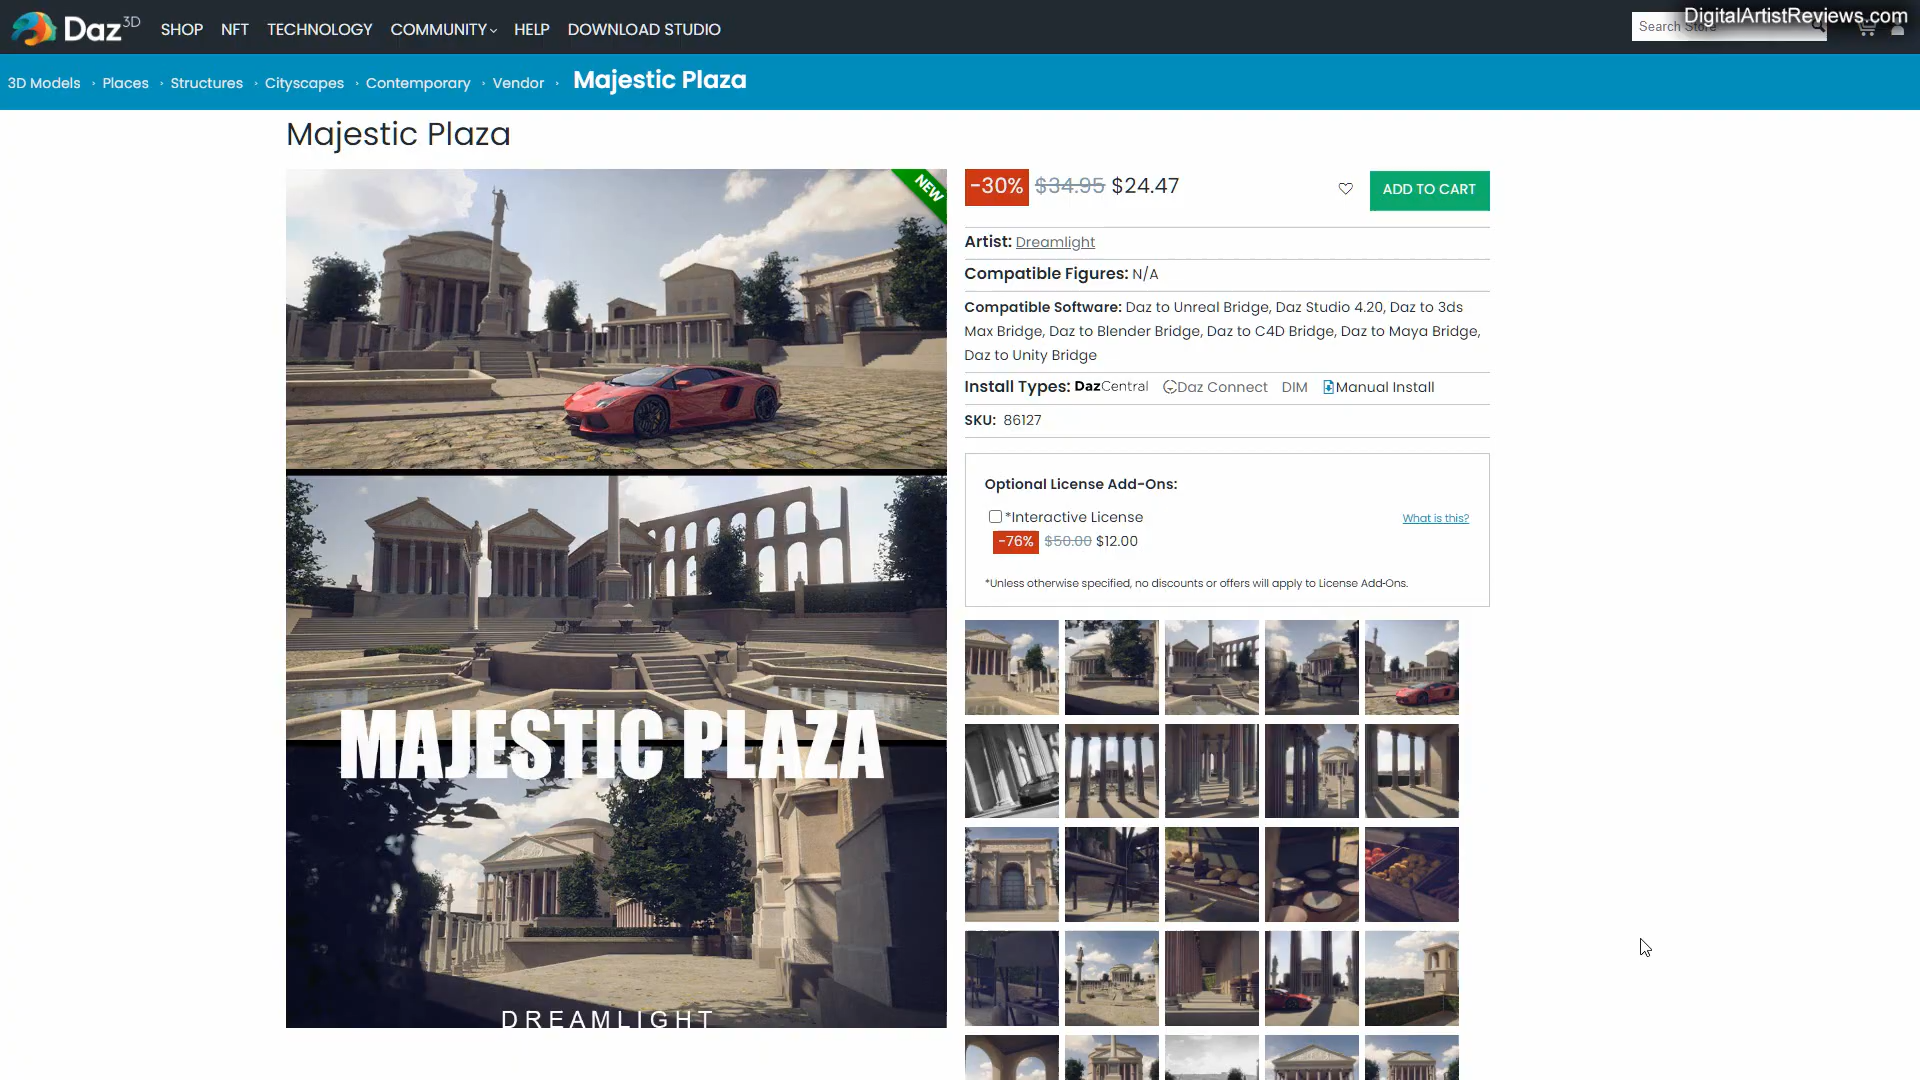 Daz 3D
SHOP NFT TECHNOLOGY COMMUNITY HELP DOWNLOAD STUDIO
Search Store
DigitalArtistReviews.com
3D Models › Places › Structures › Cityscapes › Contemporary › Vendor › Majestic Plaza
Majestic Plaza
NEW
-30% $34.95 $24.47
ADD TO CART
Artist: Dreamlight
Compatible Figures: N/A
Compatible Software: Daz to Unreal Bridge, Daz Studio 4.20, Daz to 3ds
Max Bridge, Daz to Blender Bridge, Daz to C4D Bridge, Daz to Maya Bridge,
Daz to Unity Bridge
Install Types: DazCentral Daz Connect DIM Manual Install
SKU: 86127
Optional License Add-Ons:
*Interactive License What is this?
-76% $50.00 $12.00
*Unless otherwise specified, no discounts or offers will apply to License Add-Ons.
MAJESTIC PLAZA
DREAMLIGHT